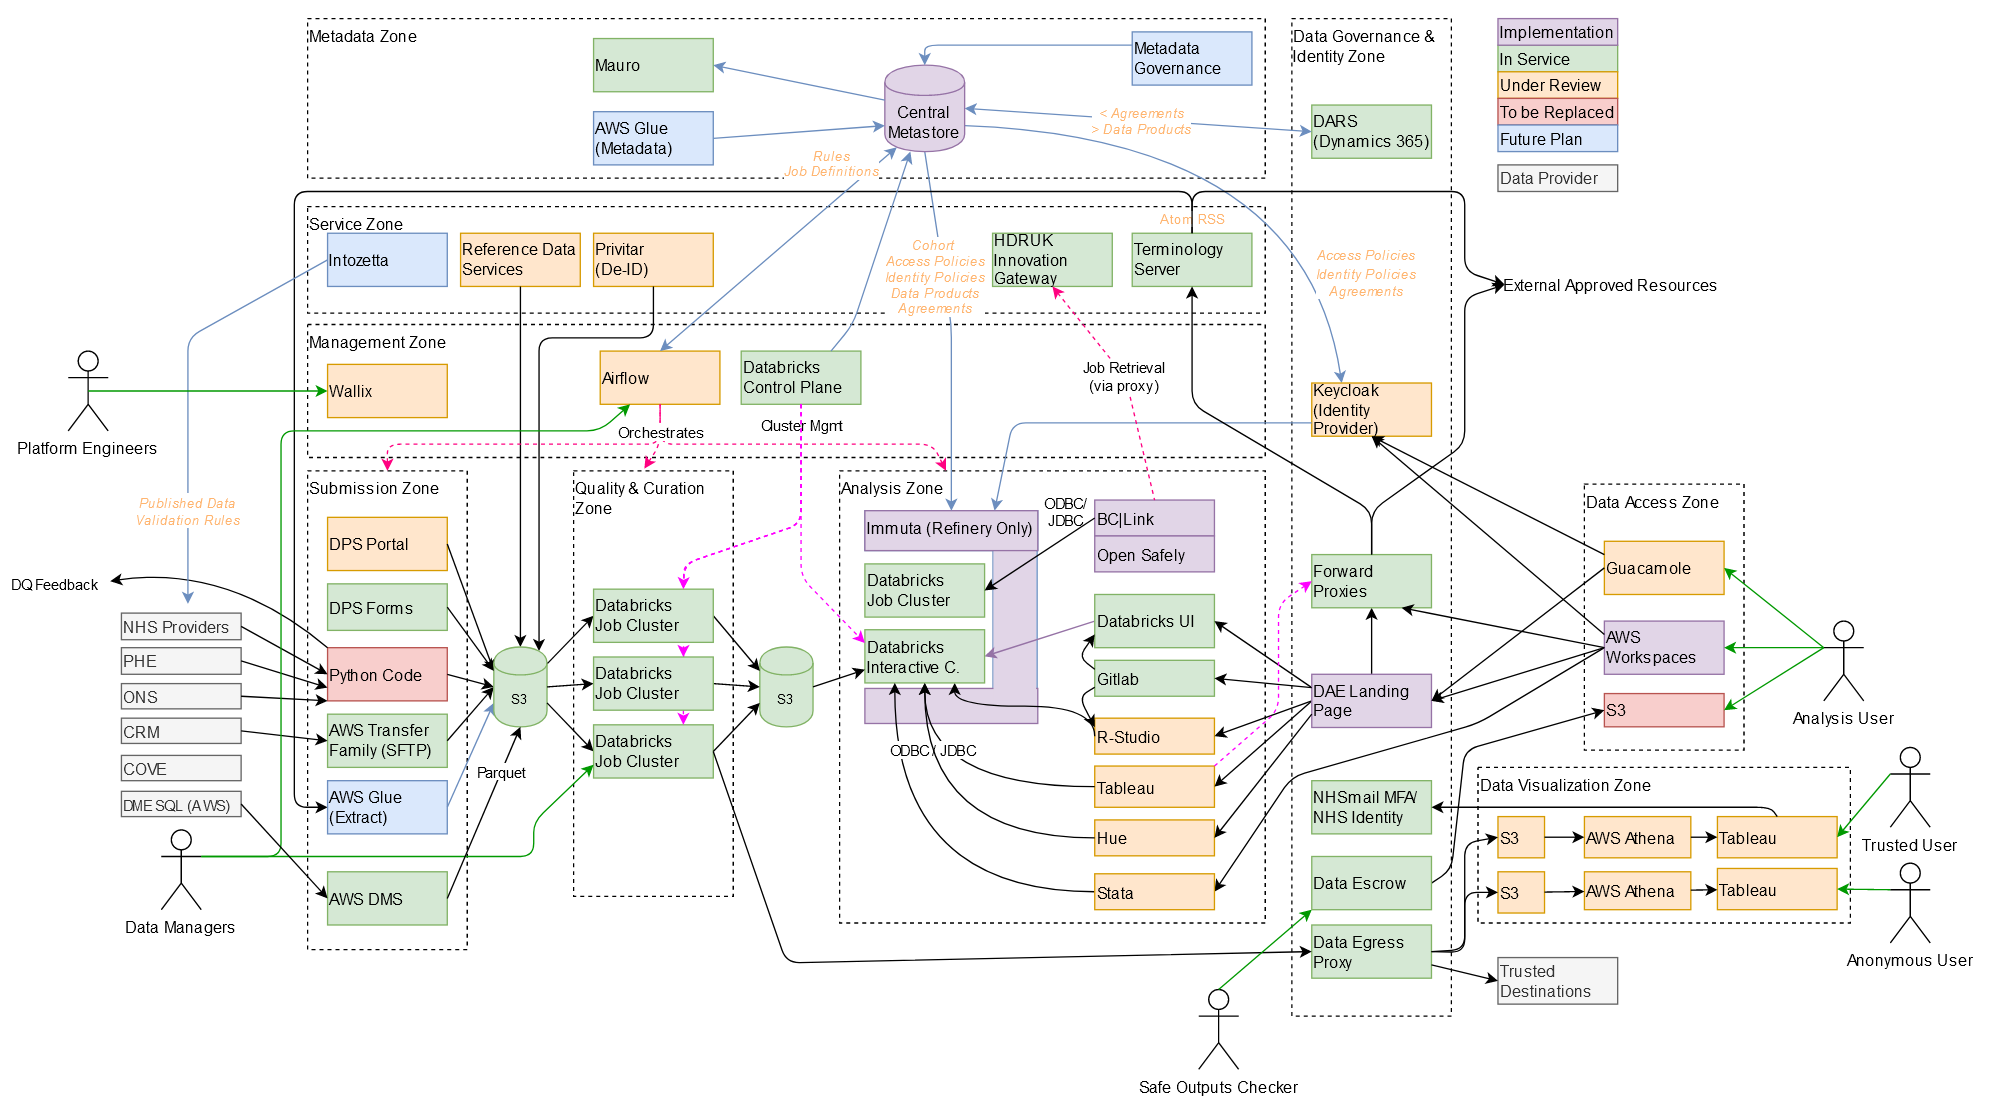 Metadata Zone
Mauro
AWS Glue
(Metadata)
Central
Metastore
Metadata
Governance
Data Governance &
Identity Zone
DARS
(Dynamics 365)
< Agreements
> Data Products
Rules
Job Definitions
Implementation
In Service
Under Review
To be Replaced
Future Plan
Data Provider
Service Zone
Intozetta
Reference Data
Services
Privitar
(De-ID)
Cohort
Access Policies
Identity Policies
Data Products
Agreements
HDRUK
Innovation
Gateway
Atom RSS
Terminology
Server
Access Policies
Identity Policies
Agreements
External Approved Resources
Management Zone
Wallix
Airflow
Databricks
Control Plane
Orchestrates
Cluster Mgmt
Job Retrieval
(via proxy)
Keycloak
(Identity
Provider)
Platform Engineers
Published Data
Validation Rules
DQ Feedback
NHS Providers
PHE
ONS
CRM
COVE
DME SQL (AWS)
Data Managers
Submission Zone
DPS Portal
DPS Forms
Python Code
AWS Transfer
Family (SFTP)
AWS Glue
(Extract)
AWS DMS
S3
Parquet
Quality & Curation
Zone
Databricks
Job Cluster
Databricks
Job Cluster
Databricks
Job Cluster
S3
Analysis Zone
Immuta (Refinery Only)
Databricks
Job Cluster
Databricks
Interactive C.
ODBC/
JDBC
BC|Link
Open Safely
Databricks UI
Gitlab
R-Studio
ODBC/ JDBC
Tableau
Hue
Stata
Forward
Proxies
DAE Landing
Page
NHSmail MFA/
NHS Identity
Data Escrow
Data Egress
Proxy
Data Access Zone
Guacamole
AWS
Workspaces
S3
Analysis User
Data Visualization Zone
S3
AWS Athena
Tableau
S3
AWS Athena
Tableau
Trusted User
Anonymous User
Trusted
Destinations
Safe Outputs Checker